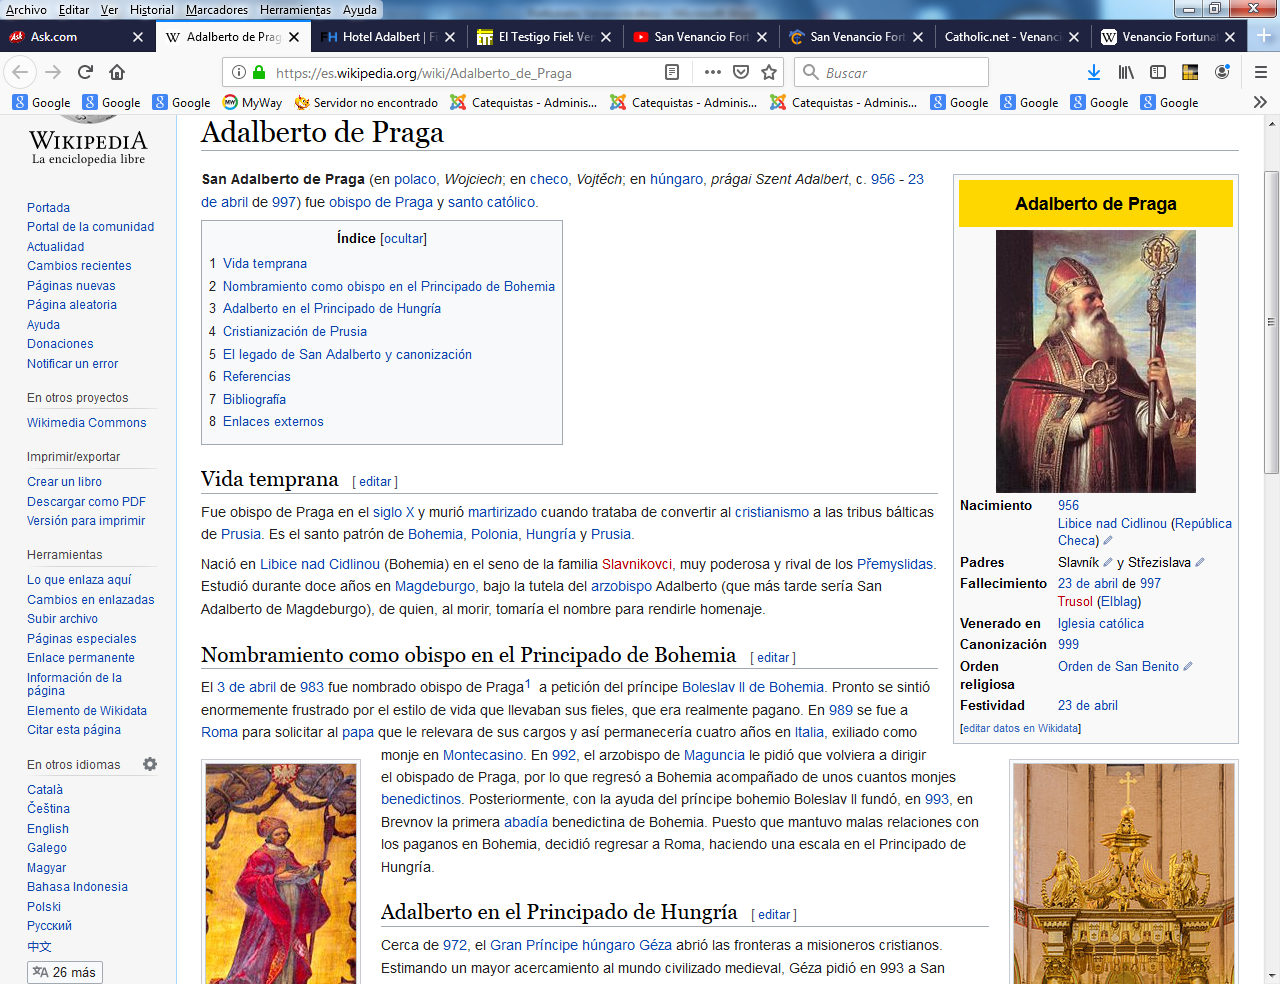 Archivo Editar Ver Historial Marcadores Herramientas Ayuda
Ask.com
Adalberto de Prag
Hotel Adalbert | Fi
El Testigo Fiel: Ver
San Venancio Fort
San Venancio Fort
Catholic.net - Venanci
Venancio Fortunat
https://es.wikipedia.org/wiki/Adalberto_de_Praga
Buscar
Google Google Google MyWay Servidor no encontrado Catequistas - Adminis... Catequistas - Adminis... Catequistas - Adminis... Google Google Google Google
WIKIPEDIA
La enciclopedia libre
Portada
Portal de la comunidad
Actualidad
Cambios recientes
Páginas nuevas
Página aleatoria
Ayuda
Donaciones
Notificar un error
En otros proyectos
Wikimedia Commons
Imprimir/exportar
Crear un libro
Descargar como PDF
Versión para imprimir
Herramientas
Lo que enlaza aquí
Cambios en enlazadas
Subir archivo
Páginas especiales
Enlace permanente
Información de la
página
Elemento de Wikidata
Citar esta página
En otros idiomas
Català
Čeština
English
Galego
Magyar
Bahasa Indonesia
Polski
Русский
中文
26 más
Adalberto de Praga
San Adalberto de Praga (en polaco, Wojciech; en checo, Vojtěch; en húngaro, prágai Szent Adalbert, c. 956 - 23
de abril de 997) fue obispo de Praga y santo católico.
Índice [ocultar]
1 Vida temprana
2 Nombramiento como obispo en el Principado de Bohemia
3 Adalberto en el Principado de Hungría
4 Cristianización de Prusia
5 El legado de San Adalberto y canonización
6 Referencias
7 Bibliografía
8 Enlaces externos
Vida temprana [ editar ]
Fue obispo de Praga en el siglo X y murió martirizado cuando trataba de convertir al cristianismo a las tribus bálticas
de Prusia. Es el santo patrón de Bohemia, Polonia, Hungría y Prusia.
Nació en Libice nad Cidlinou (Bohemia) en el seno de la familia Slavnikovci, muy poderosa y rival de los Přemyslidas.
Estudió durante doce años en Magdeburgo, bajo la tutela del arzobispo Adalberto (que más tarde sería San
Adalberto de Magdeburgo), de quien, al morir, tomaría el nombre para rendirle homenaje.
Nombramiento como obispo en el Principado de Bohemia [ editar ]
El 3 de abril de 983 fue nombrado obispo de Praga1 a petición del príncipe Boleslav II de Bohemia. Pronto se sintió
enormemente frustrado por el estilo de vida que llevaban sus fieles, que era realmente pagano. En 989 se fue a
Roma para solicitar al papa que le relevara de sus cargos y así permanecería cuatro años en Italia, exiliado como
monje en Montecasino. En 992, el arzobispo de Maguncia le pidió que volviera a dirigir
el obispado de Praga, por lo que regresó a Bohemia acompañado de unos cuantos monjes
benedictinos. Posteriormente, con la ayuda del príncipe bohemio Boleslav II fundó, en 993, en
Brevnov la primera abadía benedictina de Bohemia. Puesto que mantuvo malas relaciones con
los paganos en Bohemia, decidió regresar a Roma, haciendo una escala en el Principado de
Hungría.
Adalberto en el Principado de Hungría [ editar ]
Cerca de 972, el Gran Príncipe húngaro Géza abrió las fronteras a misioneros cristianos.
Estimando un mayor acercamiento al mundo civilizado medieval, Géza pidió en 993 a San
Adalberto de Praga
Nacimiento 956
Libice nad Cidlinou (República
Checa)
Padres Slavník y Střezislava
Fallecimiento 23 de abril de 997
Trusol (Elbląg)
Venerado en Iglesia católica
Canonización 999
Orden religiosa Orden de San Benito
Festividad 23 de abril
[editar datos en Wikidata]